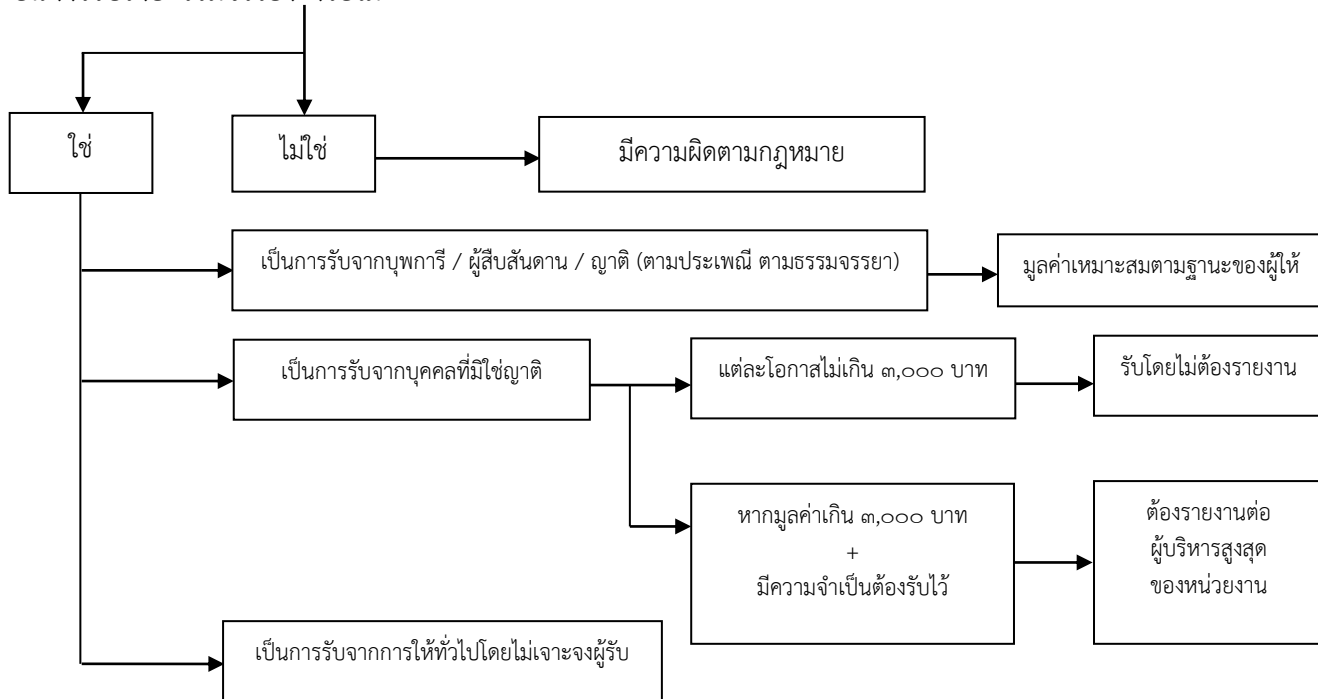 ใช่
ไม่ใช่
มีความผิดตามกฎหมาย
เป็นการรับจากบุพการี / ผู้สืบสันดาน / ญาติ (ตามประเพณี ตามธรรมจรรยา)
มูลค่าเหมาะสมตามฐานะของผู้ให้
เป็นการรับจากบุคคลที่มิใช่ญาติ
แต่ละโอกาสไม่เกิน ๓,๐๐๐ บาท
รับโดยไม่ต้องรายงาน
หากมูลค่าเกิน ๓,๐๐๐ บาท
+
มีความจำเป็นต้องรับไว้
ต้องรายงานต่อ
ผู้บริหารสูงสุด
ของหน่วยงาน
เป็นการรับจากการให้ทั่วไปโดยไม่เจาะจงผู้รับ